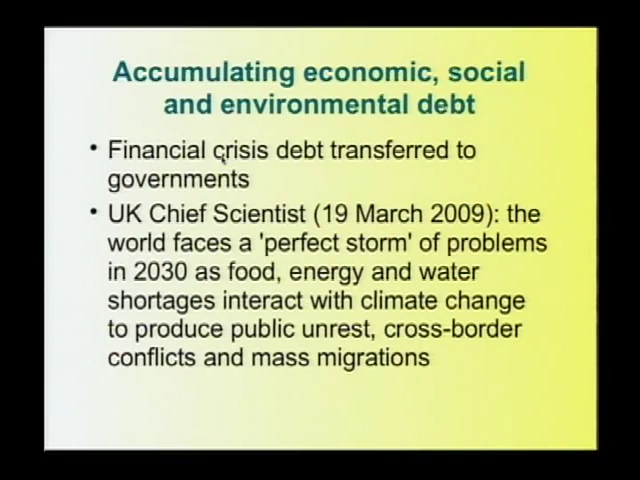 Accumulating economic, social
and environmental debt
• Financial crisis debt transferred to
governments
• UK Chief Scientist (19 March 2009): the
world faces a 'perfect storm' of problems
in 2030 as food, energy and water
shortages interact with climate change
to produce public unrest, cross-border
conflicts and mass migrations